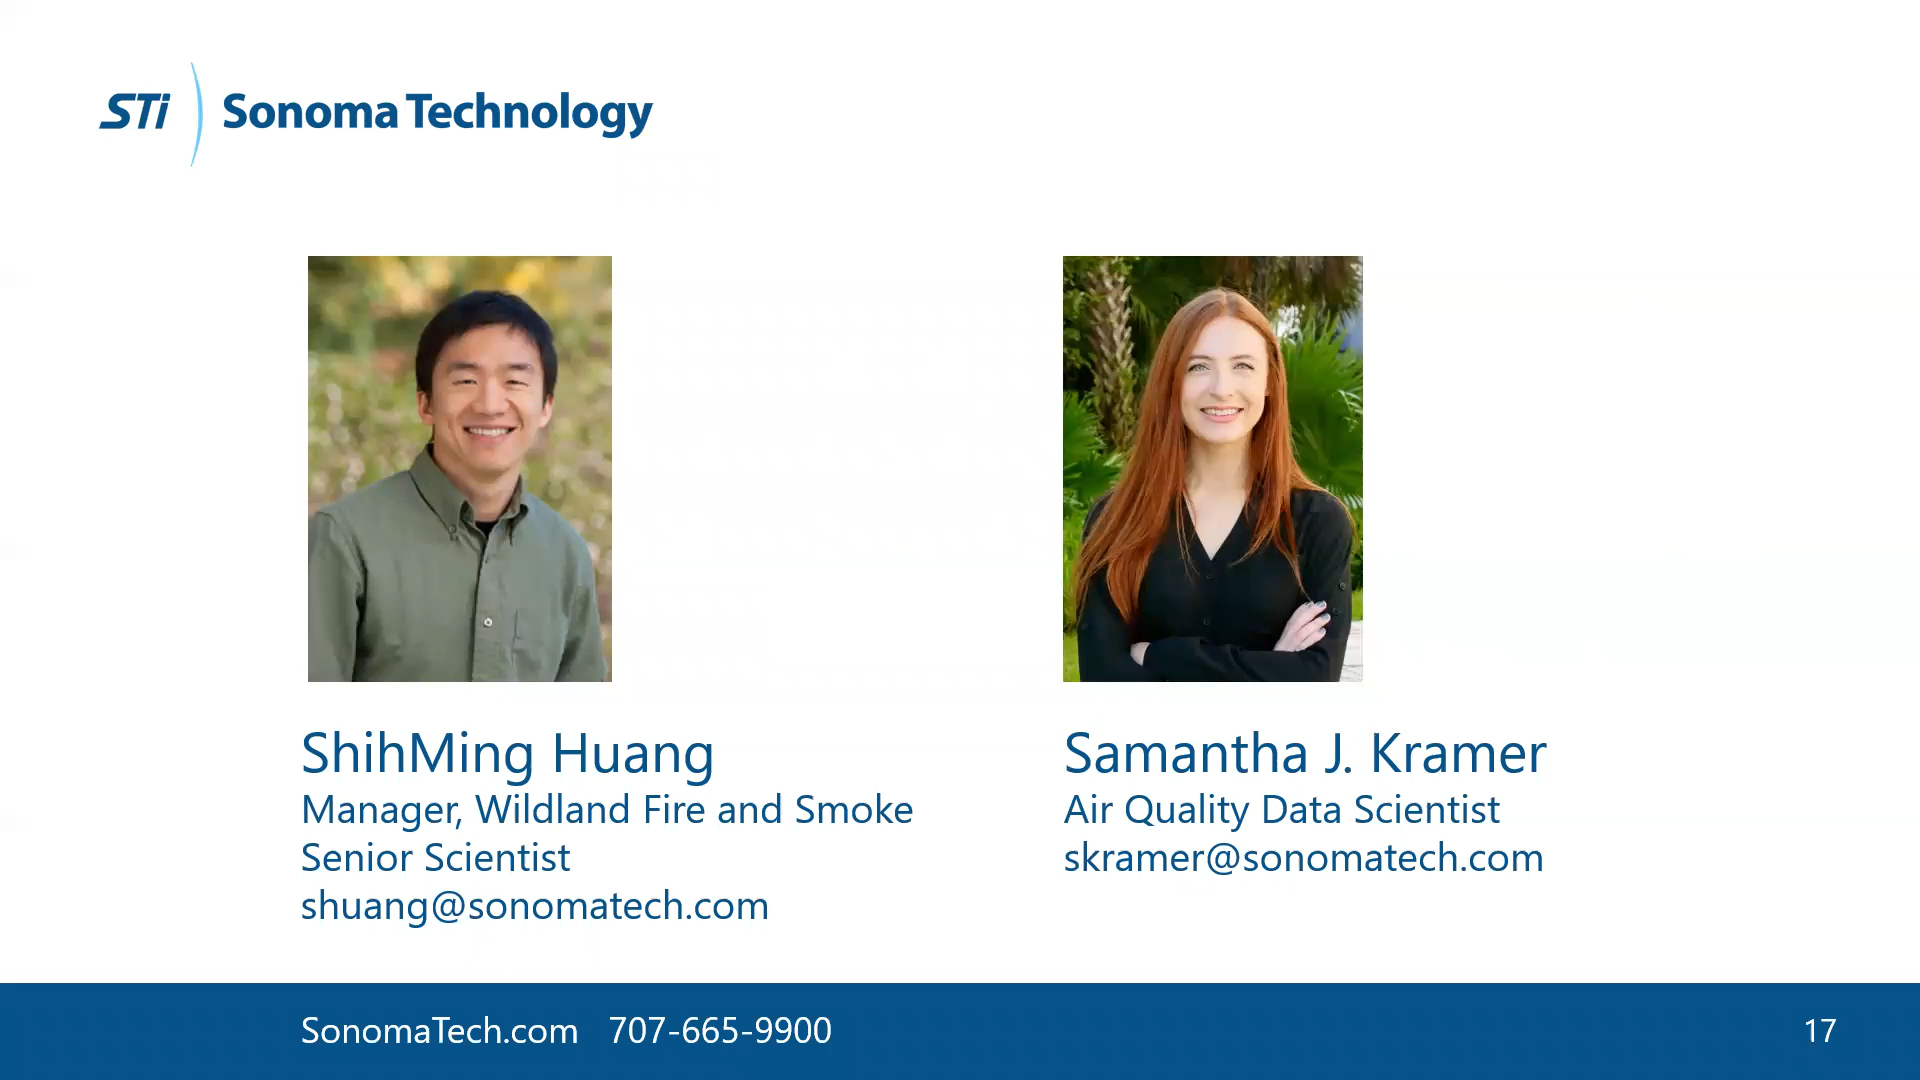 STi Sonoma Technology
ShihMing Huang
Manager, Wildland Fire and Smoke
Senior Scientist
shuang@sonomatech.com
Samantha J. Kramer
Air Quality Data Scientist
skramer@sonomatech.com
SonomaTech.com 707-665-9900
17